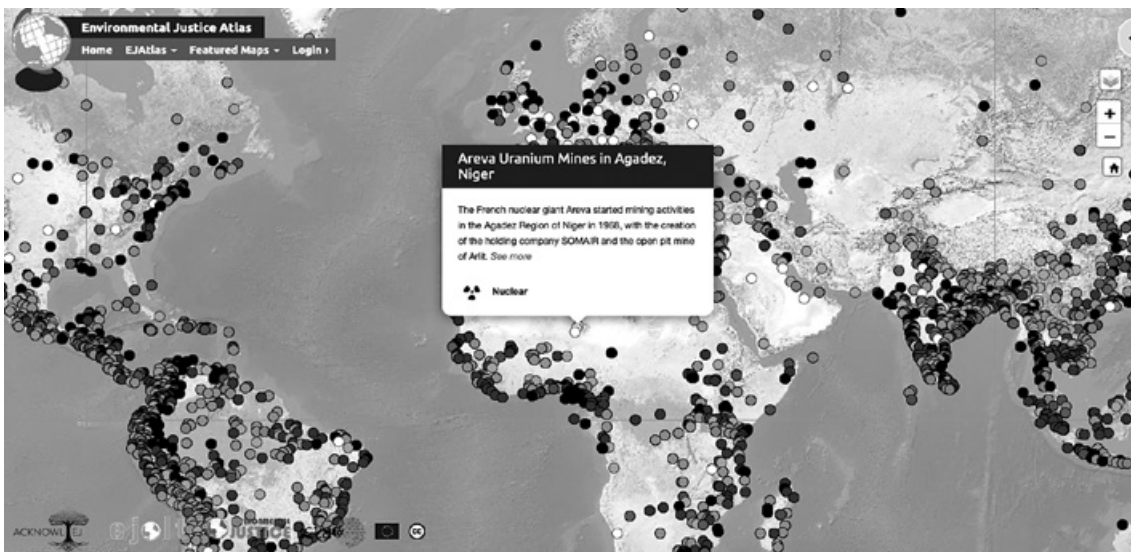 Environmental Justice Atlas
Home EJAtlas Featured Maps Login
Areva Uranium Mines in Agadez,
Niger
The French nuclear giant Areva started mining activities
in the Agadez Region of Niger in 1968, with the creation
of the holding company SOMAIR and the open pit mine
of Arlit. See more
Nuclear
+
−
ACKNOWL EJ
ejolt
JUSTICE
cc